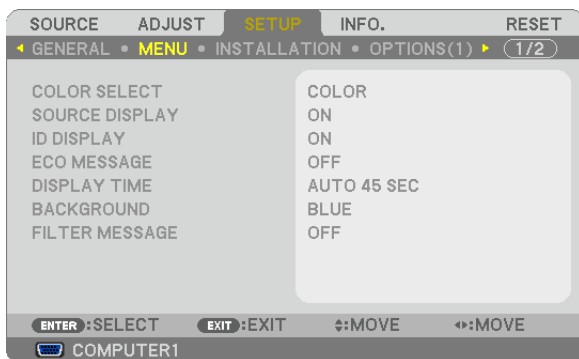 SOURCE ADJUST SETUP INFO. RESET
GENERAL • MENU • INSTALLATION • OPTIONS(1) 1/2
COLOR SELECT COLOR
SOURCE DISPLAY ON
ID DISPLAY ON
ECO MESSAGE OFF
DISPLAY TIME AUTO 45 SEC
BACKGROUND BLUE
FILTER MESSAGE OFF
ENTER :SELECT EXIT :EXIT :MOVE :MOVE
COMPUTER1